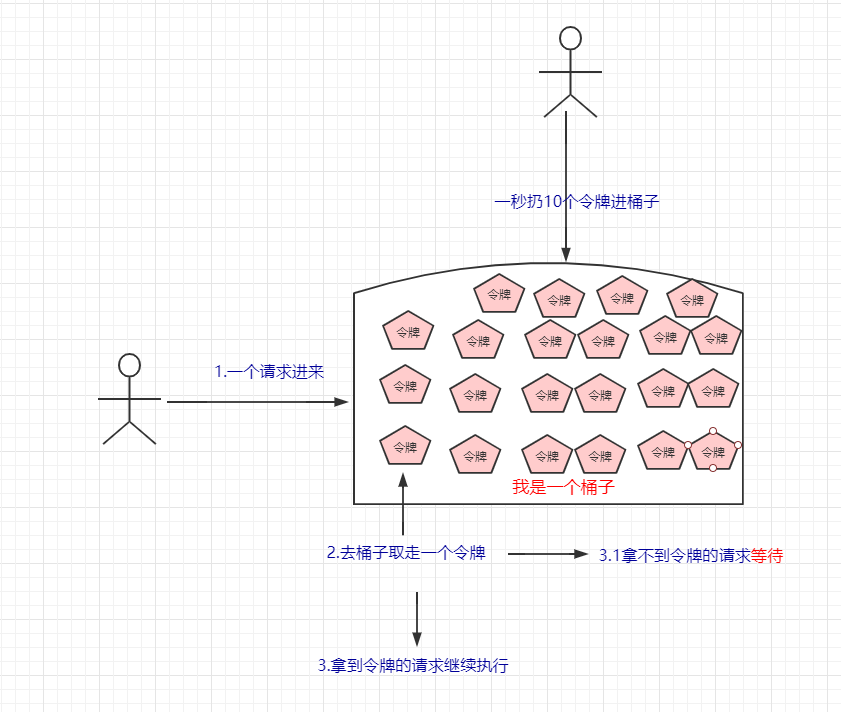 一秒扔10个令牌进桶子
令牌 令牌 令牌 令牌
令牌 令牌 令牌 令牌 令牌 令牌
1.一个请求进来
令牌 令牌 令牌 令牌 令牌 令牌
令牌 令牌 令牌 令牌 令牌 令牌
我是一个桶子
2.去桶子取走一个令牌
3.1拿不到令牌的请求等待
3.拿到令牌的请求继续执行